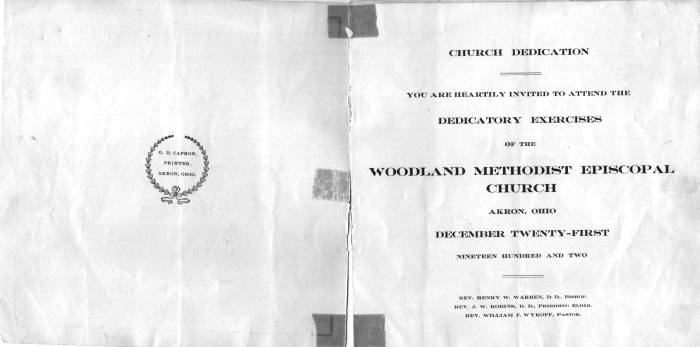 O. D. CAPRON,
PRINTER,
AKRON, OHIO.
CHURCH DEDICATION
YOU ARE HEARTILY INVITED TO ATTEND THE
DEDICATORY EXERCISES
OF THE
WOODLAND METHODIST EPISCOPAL
CHURCH
AKRON, OHIO
DECEMBER TWENTY-FIRST
NINETEEN HUNDRED AND TWO
REV. HENRY W. WARREN, D. D., BISHOP.
REV. J. W. ROBINS, D. D., PRESIDING ELDER.
REV. WILLIAM F. WYKOFF, PASTOR.